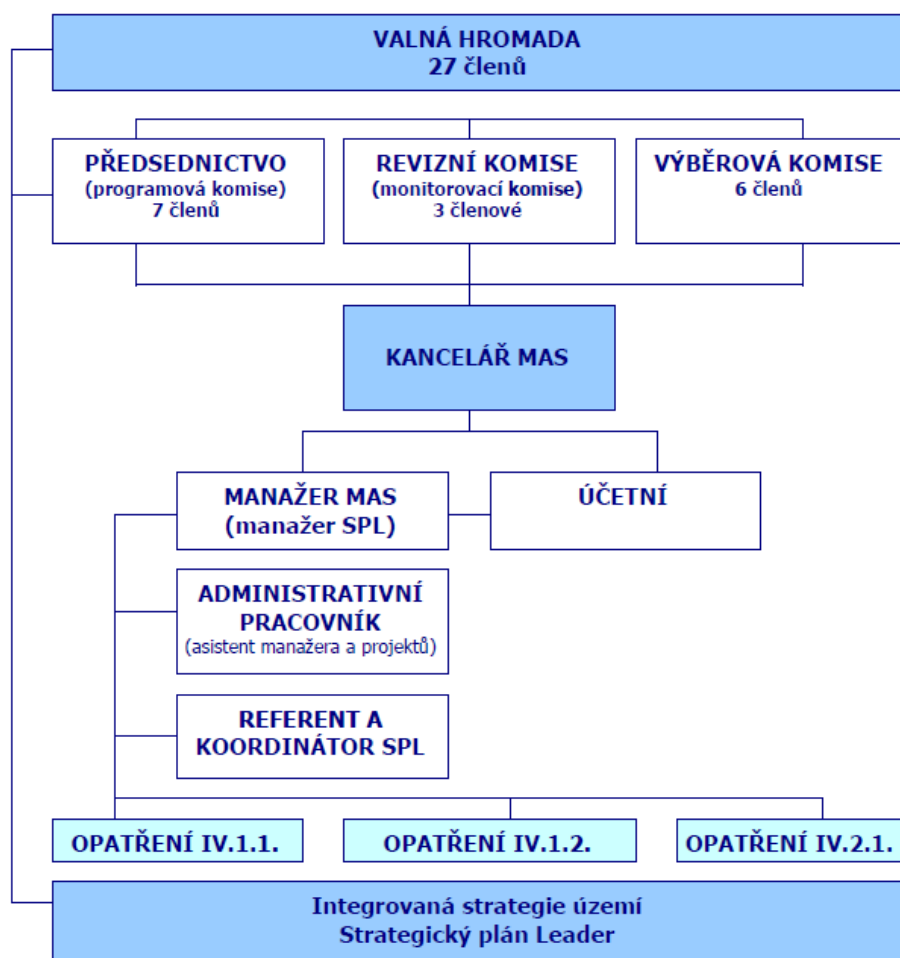 VALNÁ HROMADA
27 členů
PŘEDSEDNICTVO
(programová komise)
7 členů
REVIZNÍ KOMISE
(monitorovací komise)
3 členové
VÝBĚROVÁ KOMISE
6 členů
KANCELÁŘ MAS
MANAŽER MAS
(manažer SPL)
ÚČETNÍ
ADMINISTRATIVNÍ
PRACOVNÍK
(asistent manažera a projektů)
REFERENT A
KOORDINÁTOR SPL
OPATŘENÍ IV.1.1.
OPATŘENÍ IV.1.2.
OPATŘENÍ IV.2.1.
Integrovaná strategie území
Strategický plán Leader